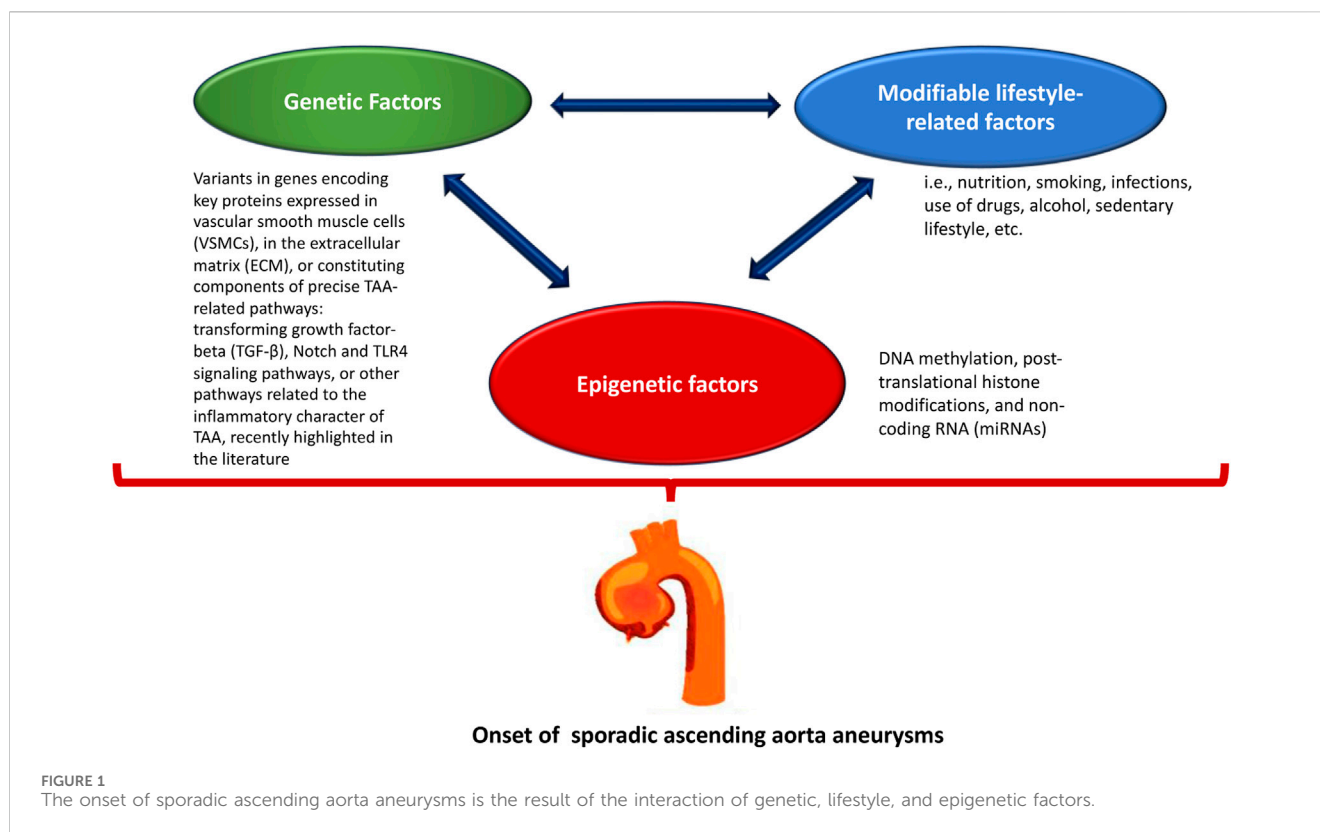 Genetic Factors
Variants in genes encoding
key proteins expressed in
vascular smooth muscle cells
(VSMCs), in the extracellular
matrix (ECM), or constituting
components of precise TAA-
related pathways:
transforming growth factor-
beta (TGF-β), Notch and TLR4
signaling pathways, or other
pathways related to the
inflammatory character of
TAA, recently highlighted in
the literature
Modifiable lifestyle-
related factors
i.e., nutrition, smoking, infections,
use of drugs, alcohol, sedentary
lifestyle, etc.
Epigenetic factors
DNA methylation, post-
translational histone
modifications, and non-
coding RNA (miRNAs)
Onset of sporadic ascending aorta aneurysms
FIGURE 1
The onset of sporadic ascending aorta aneurysms is the result of the interaction of genetic, lifestyle, and epigenetic factors.